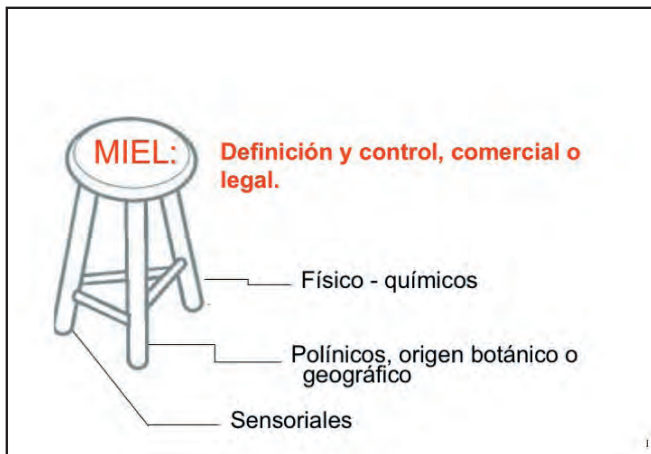 MIEL:
Definición y control, comercial o
legal.
Físico - químicos
Polínicos, origen botánico o
geográfico
Sensoriales
1